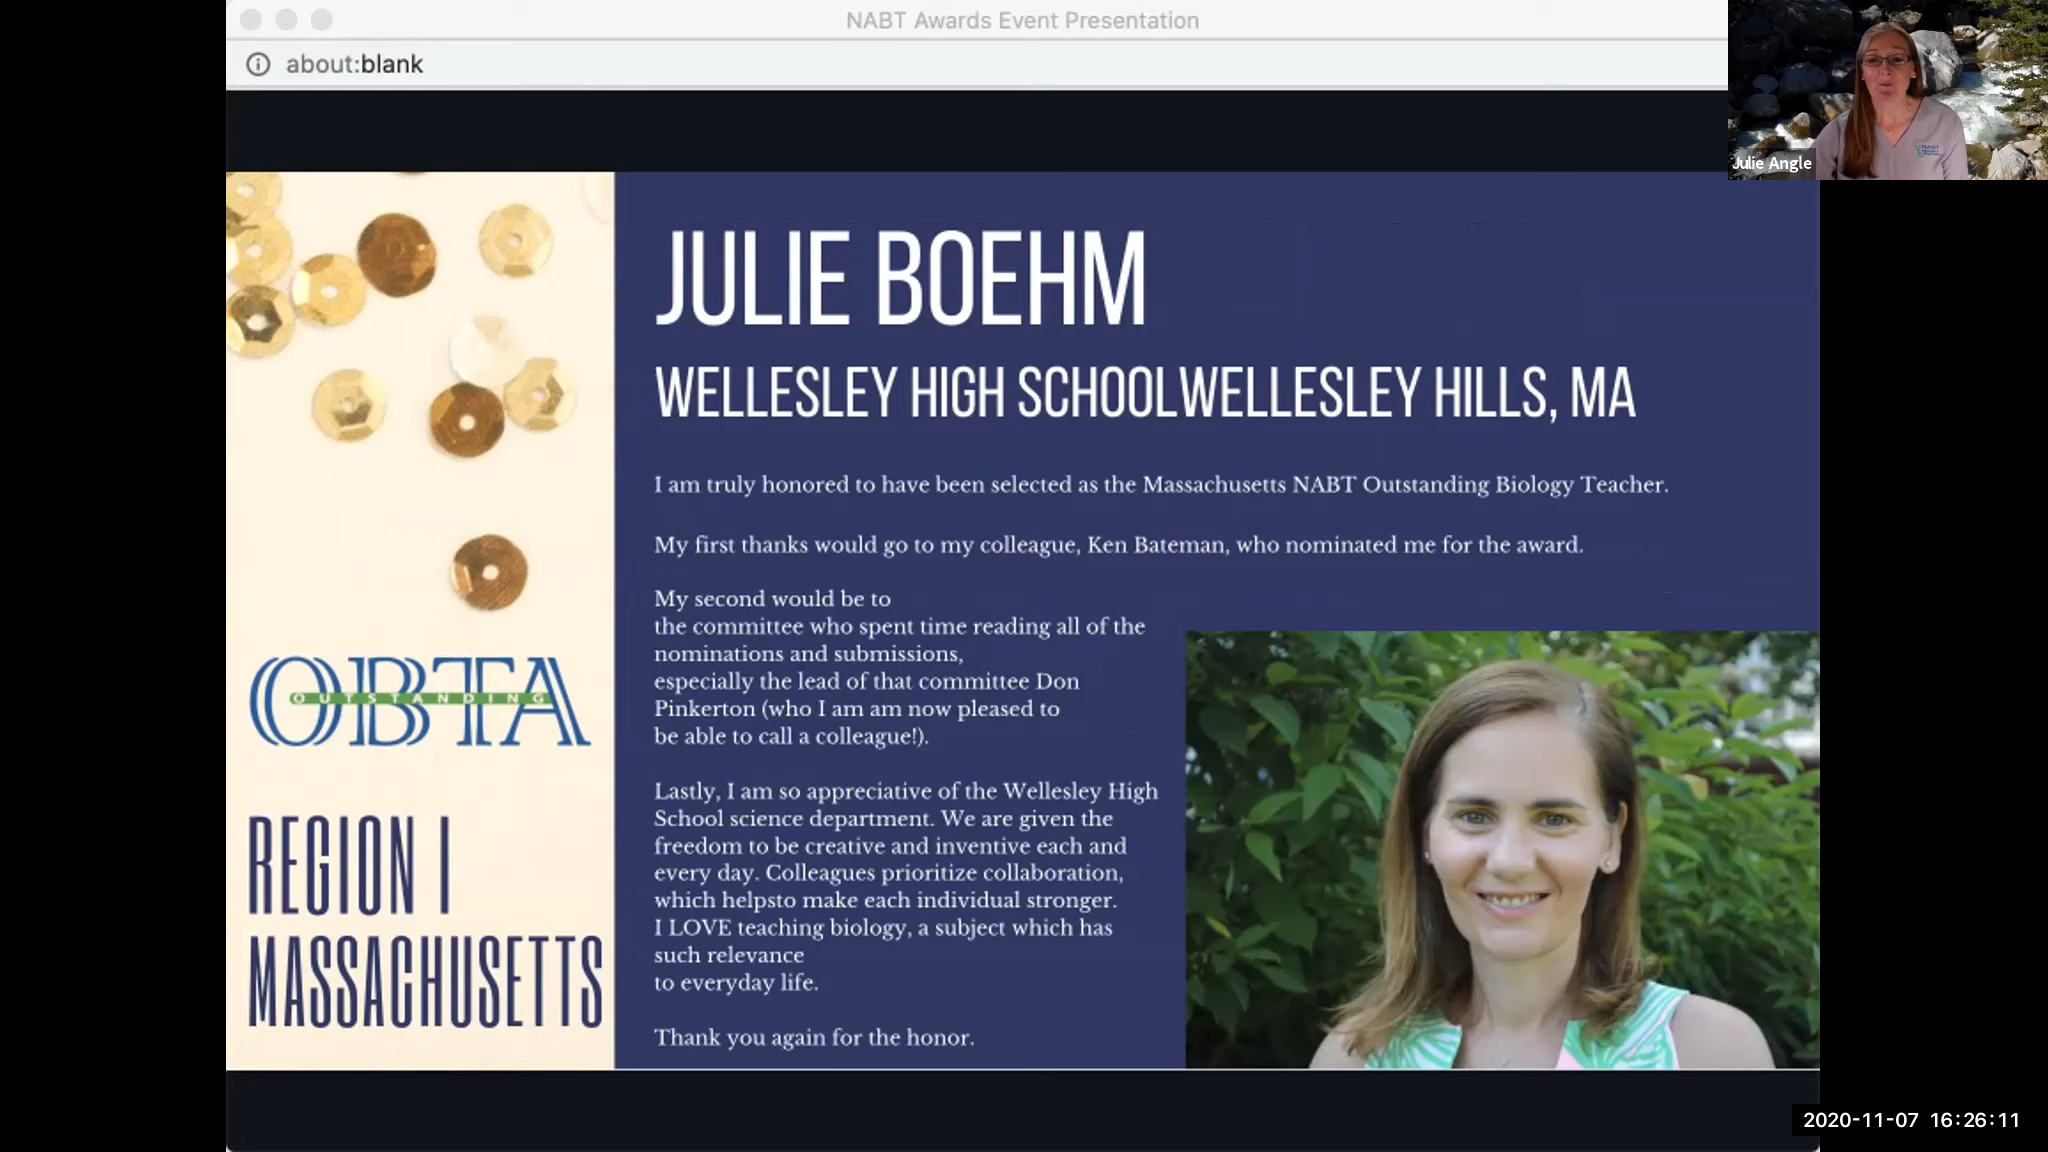 NABT Awards Event Presentation
about:blank
Julie Angle
NABT
JULIE BOEHM
WELLESLEY HIGH SCHOOLWELLESLEY HILLS, MA
I am truly honored to have been selected as the Massachusetts NABT Outstanding Biology Teacher.
My first thanks would go to my colleague, Ken Bateman, who nominated me for the award.
My second would be to
the committee who spent time reading all of the
nominations and submissions,
especially the lead of that committee Don
Pinkerton (who I am am now pleased to
be able to call a colleague!).
Lastly, I am so appreciative of the Wellesley High
School science department. We are given the
freedom to be creative and inventive each and
every day. Colleagues prioritize collaboration,
which helpsto make each individual stronger.
I LOVE teaching biology, a subject which has
such relevance
to everyday life.
Thank you again for the honor.
OBTA
OUTSTANDING
REGION I
MASSACHUSETTS
2020-11-07 16:26:11